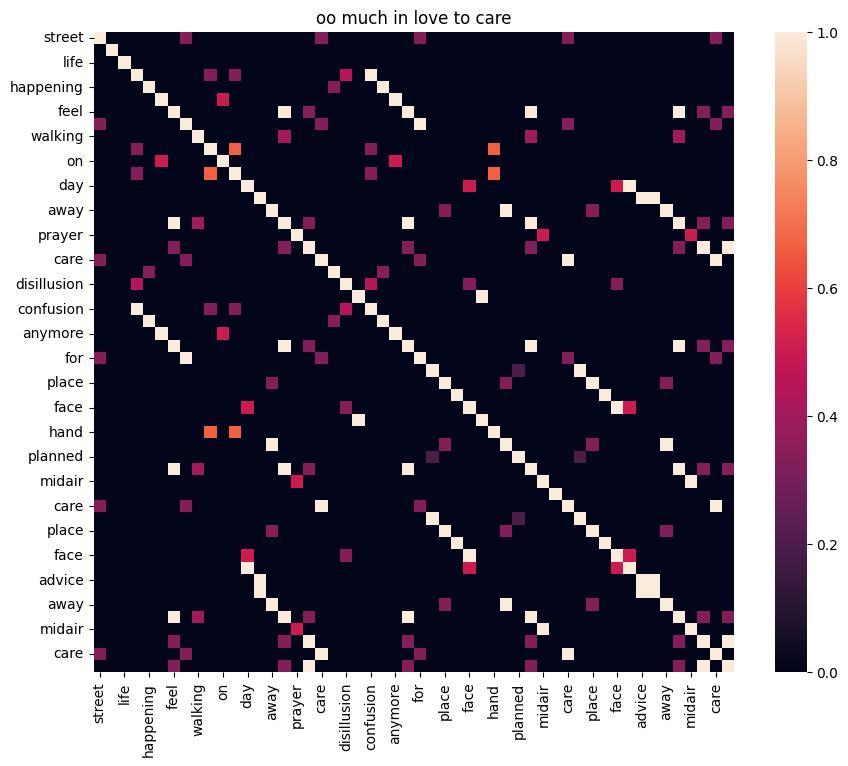 oo much in love to care
street
life
happening
feel
walking
on
day
away
prayer
care
disillusion
confusion
anymore
for
place
face
hand
planned
midair
care
place
face
advice
away
midair
care
1.0
0.8
0.6
0.4
0.2
0.0
street
life
happening
feel
walking
on
day
away
prayer
care
disillusion
confusion
anymore
for
place
face
hand
planned
midair
care
place
face
advice
away
midair
care